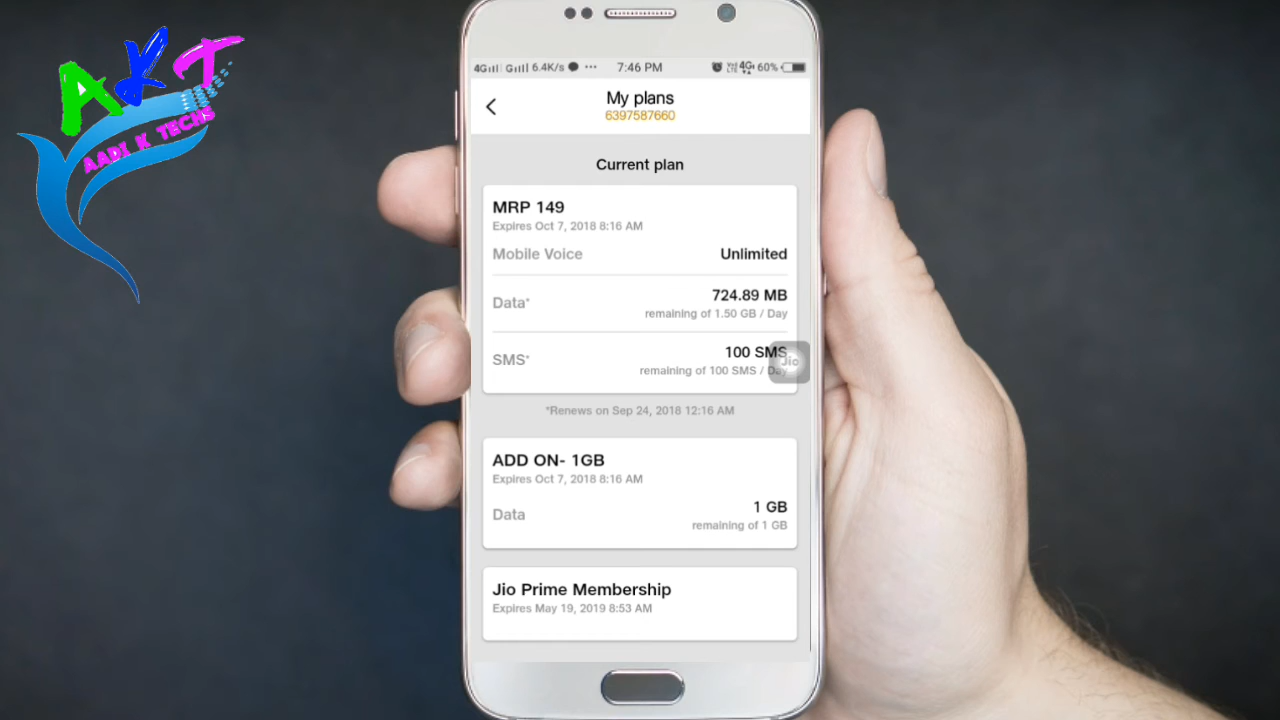 AKT
AADI K TECHS
4G G 6.4K/s ... 7:46 PM VoLTE 4G 60%
My plans
6397587660
Current plan
MRP 149
Expires Oct 7, 2018 8:16 AM
Mobile Voice Unlimited
Data* 724.89 MB
remaining of 1.50 GB / Day
SMS* 100 SMS
remaining of 100 SMS / Day
Jio
*Renews on Sep 24, 2018 12:16 AM
ADD ON- 1GB
Expires Oct 7, 2018 8:16 AM
Data 1 GB
remaining of 1 GB
Jio Prime Membership
Expires May 19, 2019 8:53 AM